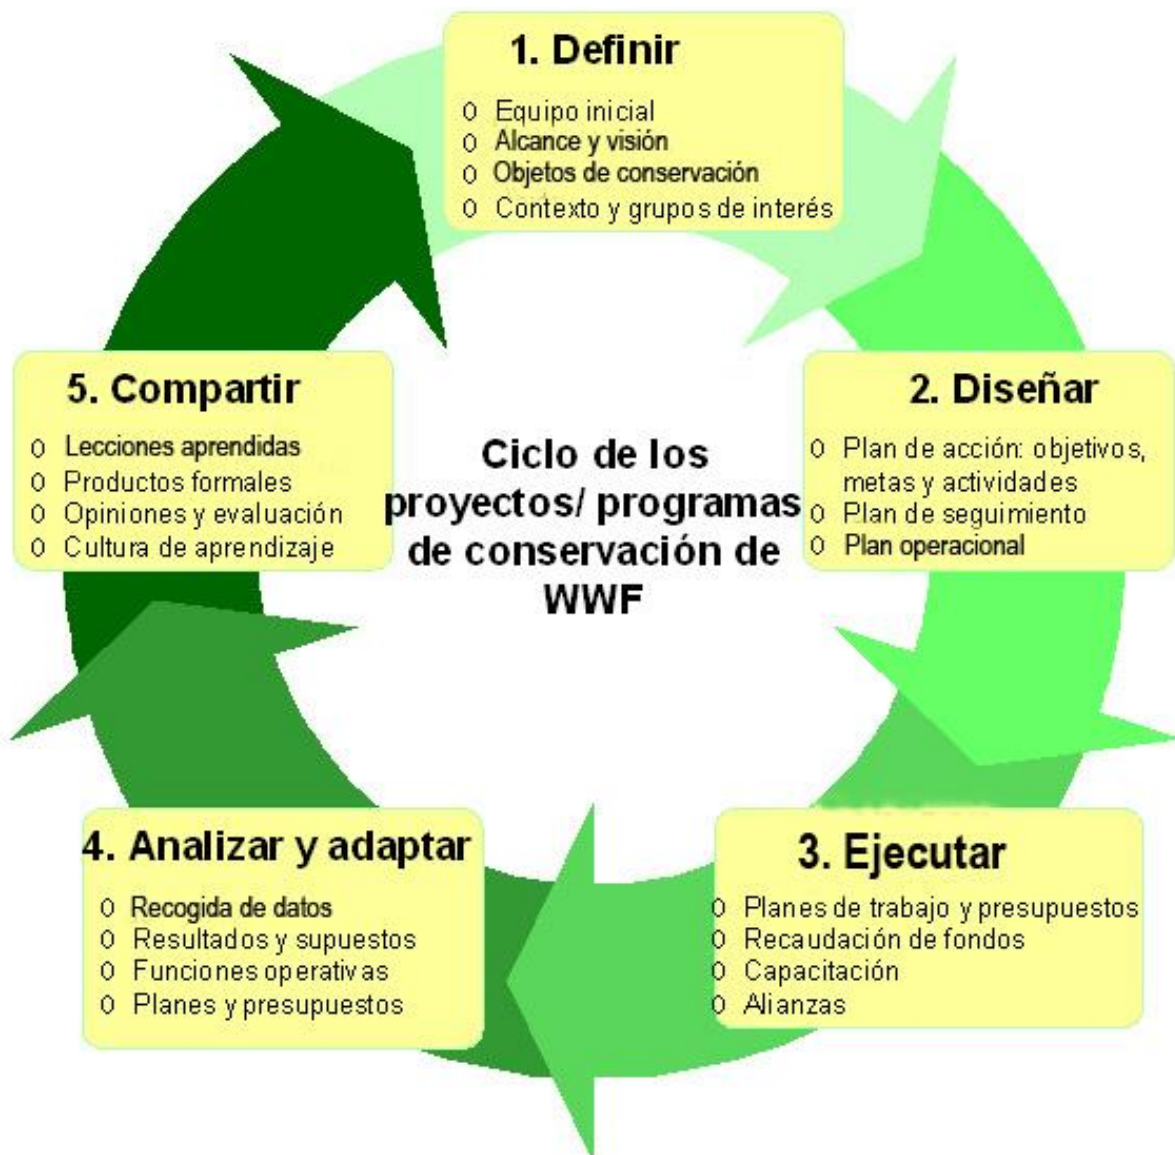 1. Definir
o Equipo inicial
o Alcance y visión
o Objetos de conservación
o Contexto y grupos de interés
2. Diseñar
o Plan de acción: objetivos,
metas y actividades
o Plan de seguimiento
o Plan operacional
3. Ejecutar
o Planes de trabajo y presupuestos
o Recaudación de fondos
o Capacitación
o Alianzas
4. Analizar y adaptar
o Recogida de datos
o Resultados y supuestos
o Funciones operativas
o Planes y presupuestos
5. Compartir
o Lecciones aprendidas
o Productos formales
o Opiniones y evaluación
o Cultura de aprendizaje
Ciclo de los
proyectos/ programas
de conservación de
WWF